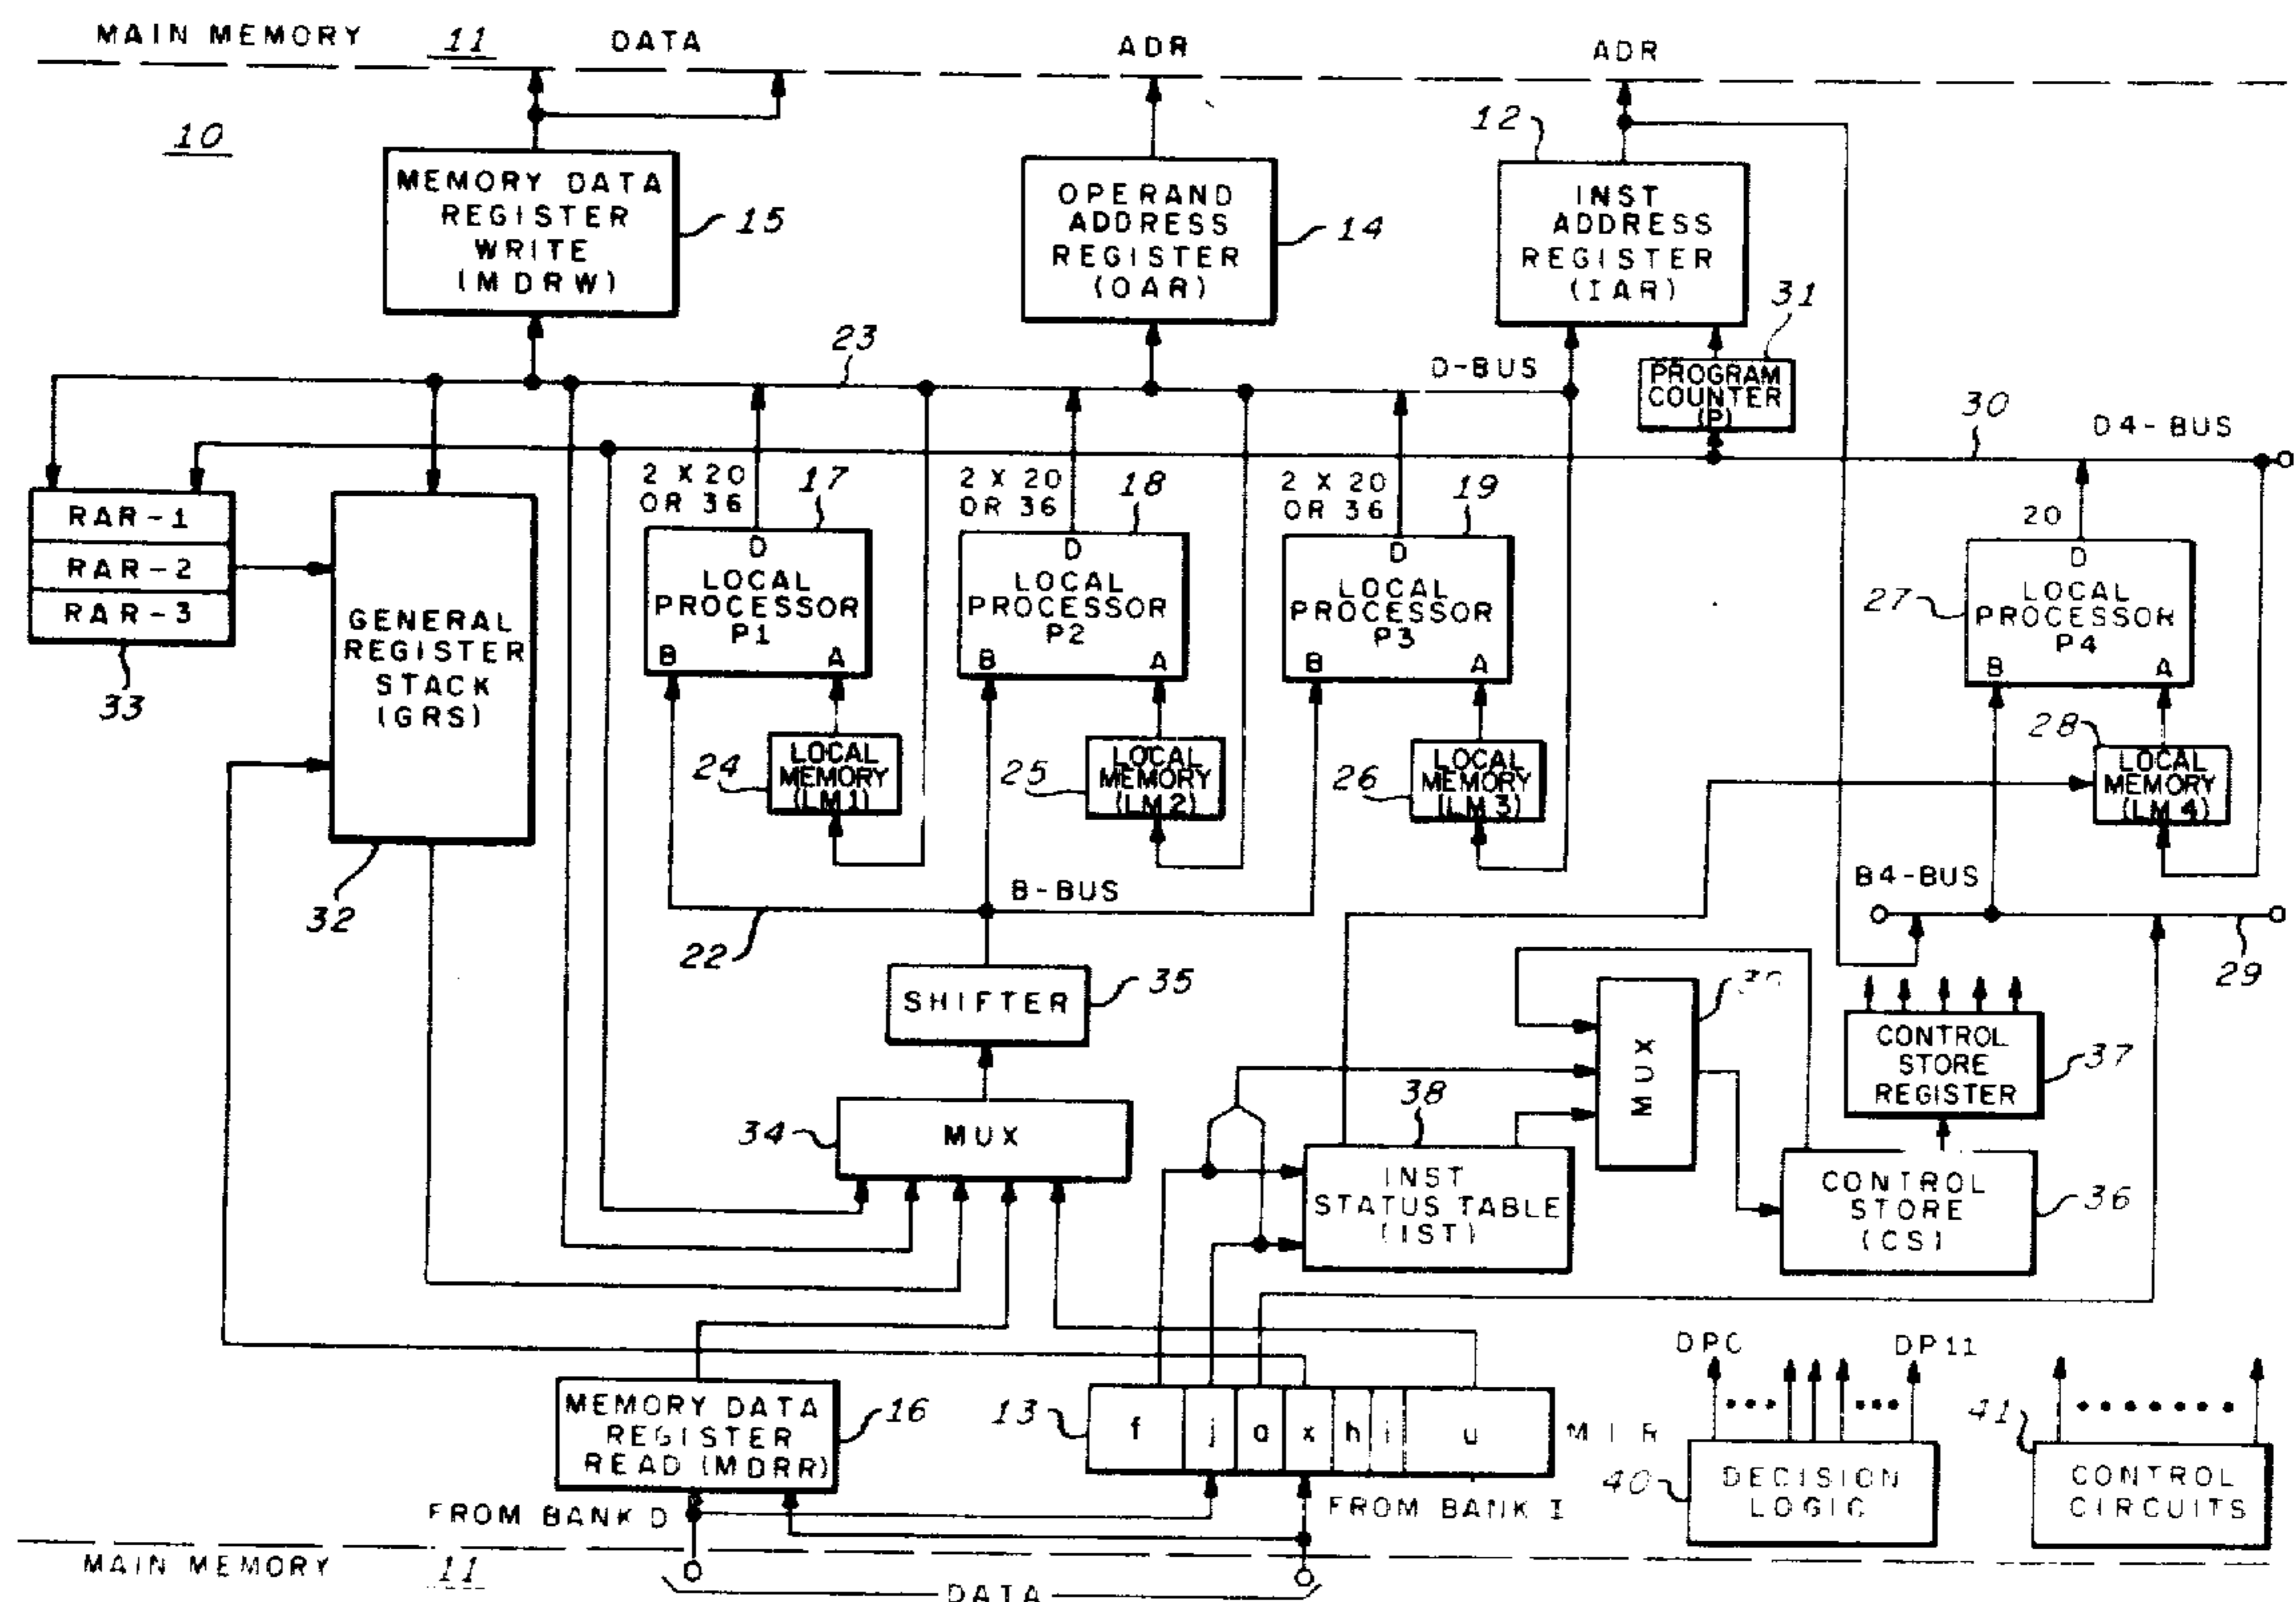 MAIN MEMORY 11 DATA ADR ADR
10
MEMORY DATA
REGISTER
WRITE
(MDRW)
15
OPERAND
ADDRESS
REGISTER
(OAR)
14
12
INST
ADDRESS
REGISTER
(IAR)
31
PROGRAM
COUNTER
(P)
23
D-BUS
30
D4-BUS
RAR-1
RAR-2
RAR-3
33
GENERAL
REGISTER
STACK
(GRS)
32
2 X 20
OR 36
17
D
LOCAL
PROCESSOR
P1
B A
2 X 20
OR 36
18
D
LOCAL
PROCESSOR
P2
B A
2 X 20
OR 36
19
D
LOCAL
PROCESSOR
P3
B A
20
27
D
LOCAL
PROCESSOR
P4
B A
24
LOCAL
MEMORY
(LM1)
25
LOCAL
MEMORY
(LM2)
26
LOCAL
MEMORY
(LM3)
28
LOCAL
MEMORY
(LM4)
B-BUS
22
B4-BUS
29
SHIFTER
35
MUX
CONTROL
STORE
REGISTER
37
34
MUX
38
INST
STATUS TABLE
(IST)
CONTROL
STORE
(CS)
36
MEMORY DATA
REGISTER
READ (MDRR)
16
13
f j a x h i u
MIR
DP0 DP11
40
DECISION
LOGIC
41
CONTROL
CIRCUITS
FROM BANK D
FROM BANK I
MAIN MEMORY 11
DATA